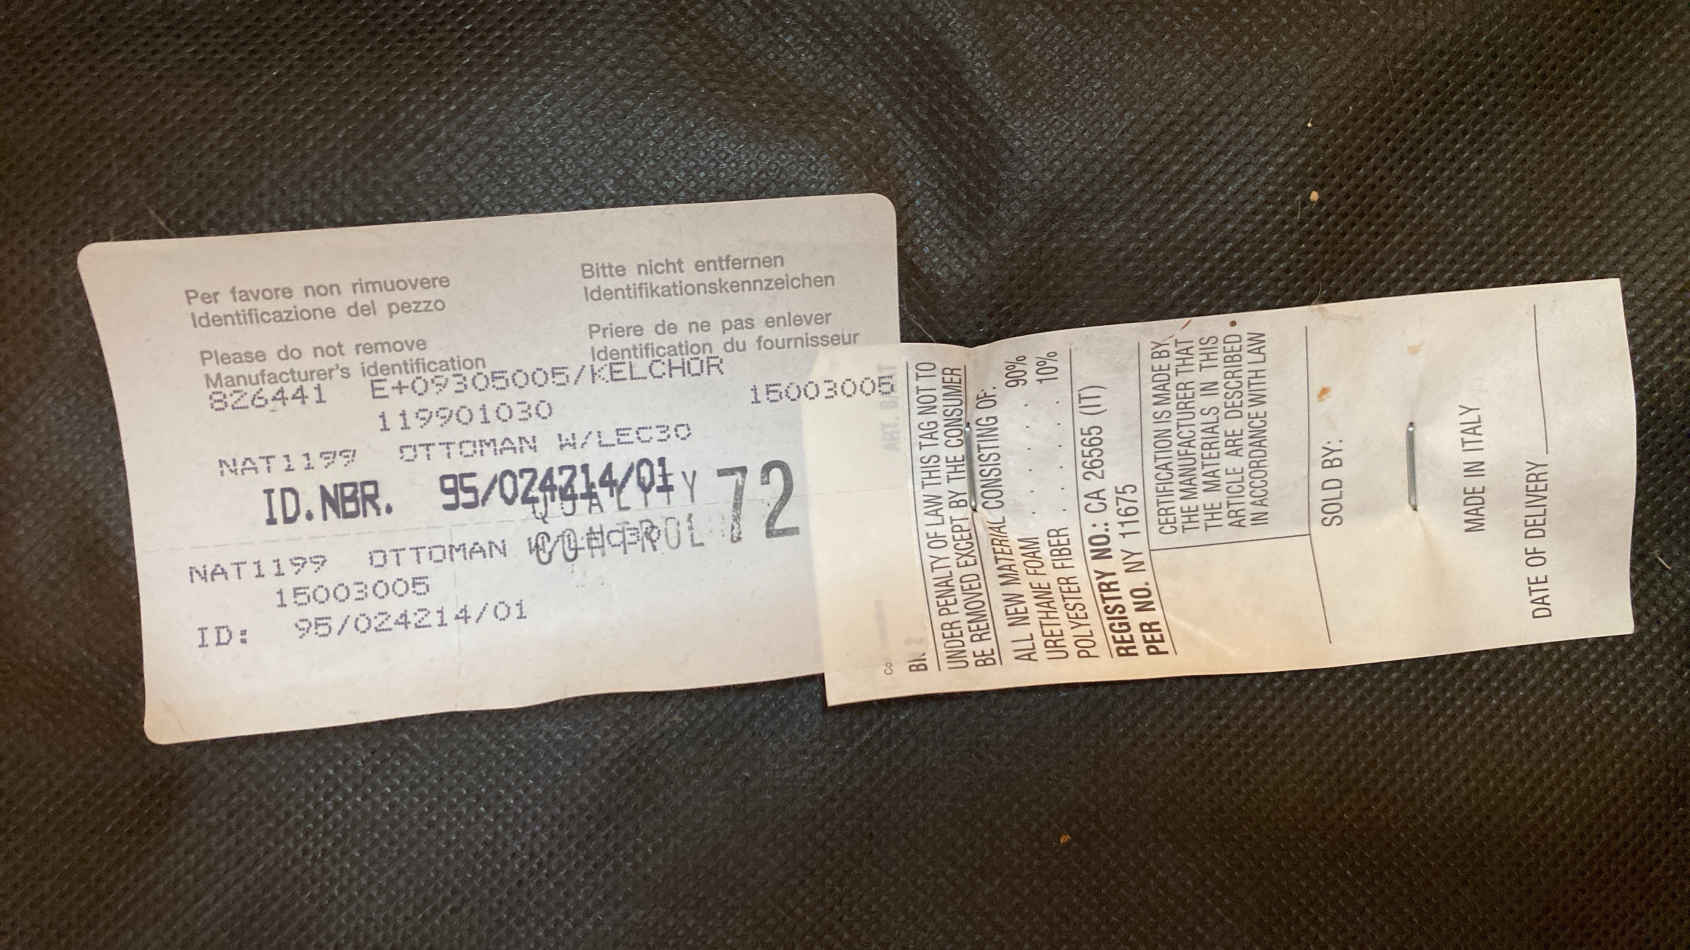 Per favore non rimuovere
Identificazione del pezzo
Bitte nicht entfernen
Identifikationskennzeichen
Please do not remove
Manufacturer's identification
Priere de ne pas enlever
Identification du fournisseur
826441 E+09305005/KELCHOR
119901030 15003005
NAT1199 OTTOMAN W/LEC30
ID.NBR. 95/024214/01
QUALITY
CONTROL 72
NAT1199 OTTOMAN W/LEC30
15003005
ID: 95/024214/01
UNDER PENALTY OF LAW THIS TAG NOT TO
BE REMOVED EXCEPT BY THE CONSUMER
ALL NEW MATERIAL CONSISTING OF:
URETHANE FOAM . . . . . . 90%
POLYESTER FIBER . . . . . . 10%
REGISTRY NO.: CA 26565 (IT)
PER NO. NY 11675
CERTIFICATION IS MADE BY
THE MANUFACTURER THAT
THE MATERIALS IN THIS
ARTICLE ARE DESCRIBED
IN ACCORDANCE WITH LAW
SOLD BY:
MADE IN ITALY
DATE OF DELIVERY